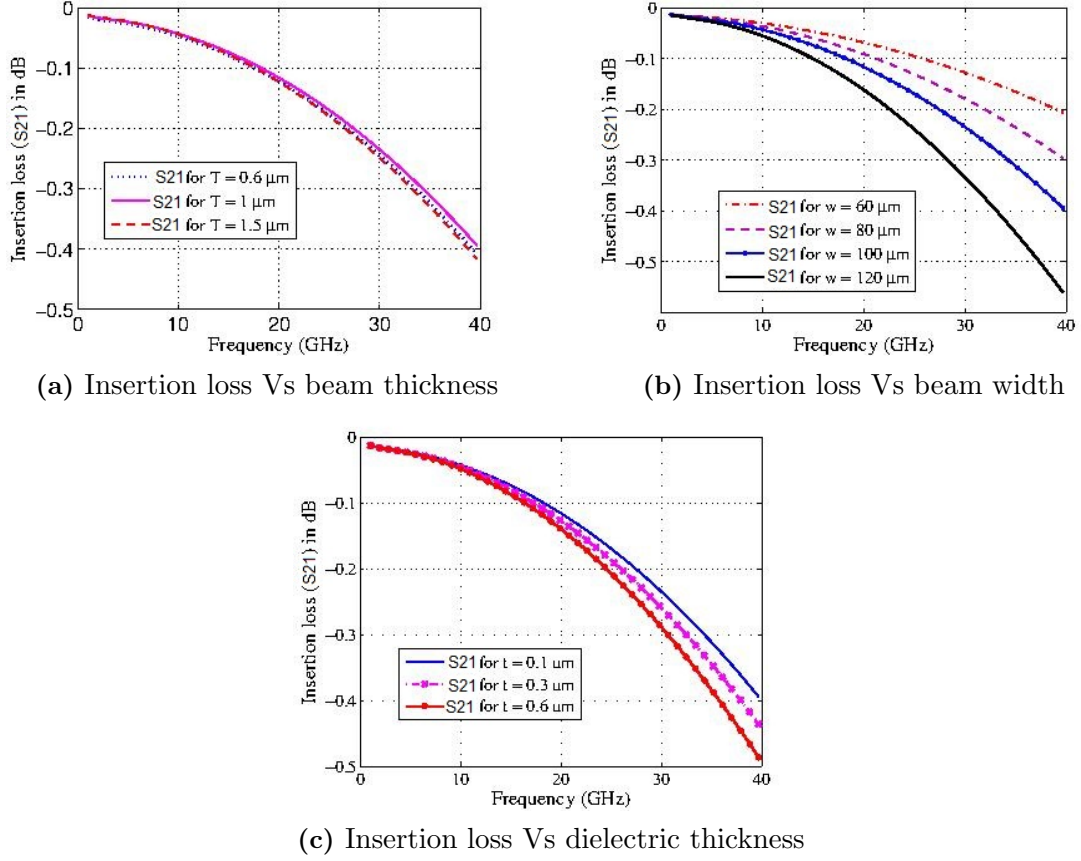 0
−0.1
−0.2
−0.3
−0.4
−0.5
Insertion loss (S21) in dB
S21 for T = 0.6 μm
S21 for T = 1 μm
S21 for T = 1.5 μm
0 10 20 30 40
Frequency (GHz)
(a) Insertion loss Vs beam thickness
0
−0.1
−0.2
−0.3
−0.4
−0.5
Insertion loss (S21) in dB
S21 for w = 60 μm
S21 for w = 80 μm
S21 for w = 100 μm
S21 for w = 120 μm
0 10 20 30 40
Frequency (GHz)
(b) Insertion loss Vs beam width
0
−0.1
−0.2
−0.3
−0.4
−0.5
Insertion loss (S21) in dB
S21 for t = 0.1 um
S21 for t = 0.3 um
S21 for t = 0.6 um
0 10 20 30 40
Frequency (GHz)
(c) Insertion loss Vs dielectric thickness